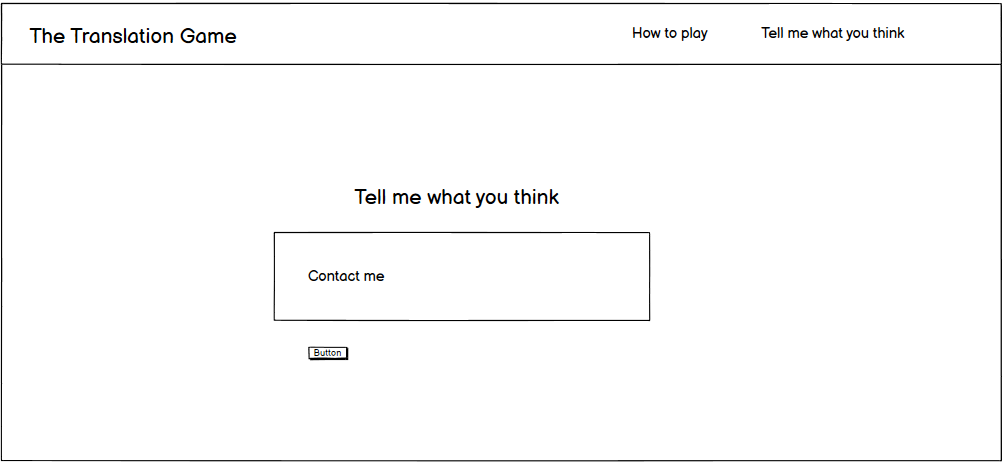 The Translation Game
How to play
Tell me what you think
Tell me what you think
Contact me
Button